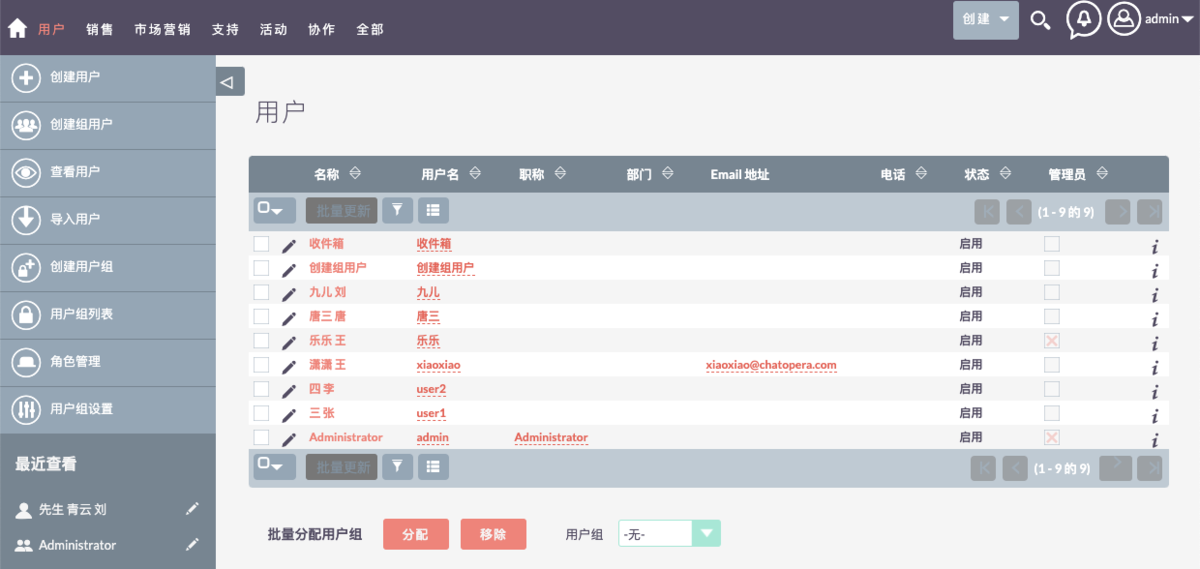 用户 销售 市场营销 支持 活动 协作 全部 创建 admin
创建用户
创建组用户
查看用户
导入用户
创建用户组
用户组列表
角色管理
用户组设置
最近查看
先生 青云 刘
Administrator
用户
名称 用户名 职称 部门 Email 地址 电话 状态 管理员
批量更新 (1 - 9 的 9)
收件箱 收件箱 启用
创建组用户 创建组用户 启用
九儿 刘 九儿 启用
唐三 唐 唐三 启用
乐乐 王 乐乐 启用
潇潇 王 xiaoxiao xiaoxiao@chatopera.com 启用
四 李 user2 启用
三 张 user1 启用
Administrator admin Administrator 启用
批量更新 (1 - 9 的 9)
批量分配用户组 分配 移除 用户组 -无-